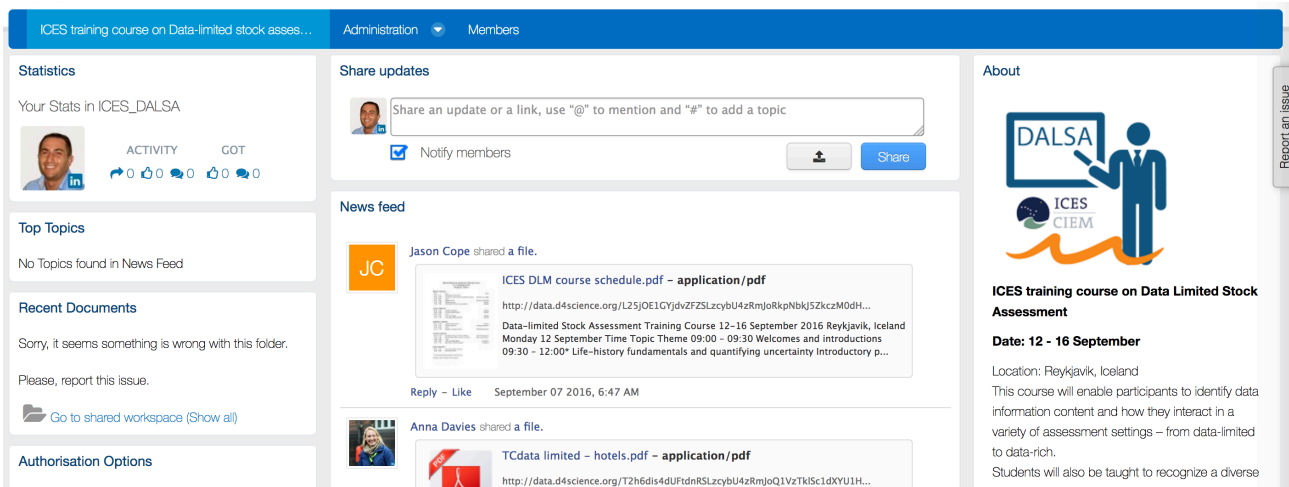 ICES training course on Data-limited stock asses...
Administration
Members
Statistics
Your Stats in ICES_DALSA
in
ACTIVITY
GOT
0 0 0
0 0
Top Topics
No Topics found in News Feed
Recent Documents
Sorry, it seems something is wrong with this folder.
Please, report this issue.
Go to shared workspace (Show all)
Authorisation Options
Share updates
in
Share an update or a link, use “@” to mention and “#” to add a topic
Notify members
Share
News feed
JC
Jason Cope shared a file.
ICES DLM course schedule.pdf – application/pdf
http://data.d4science.org/L25jOE1GYjdvZFZSLzcybU4zRmJoRkpNbkJ5ZkczM0dH...
Data-limited Stock Assessment Training Course 12-16 September 2016 Reykjavik, Iceland
Monday 12 September Time Topic Theme 09:00 – 09:30 Welcomes and introductions
09:30 – 12:00* Life-history fundamentals and quantifying uncertainty Introductory p...
Reply – Like September 07 2016, 6:47 AM
Anna Davies shared a file.
PDF
TCdata limited – hotels.pdf – application/pdf
http://data.d4science.org/T2h6dis4dUFtdnRSLzcybU4zRmJoQ1VzTklSc1dXYU1H...
About
DALSA
ICES
CIEM
ICES training course on Data Limited Stock
Assessment
Date: 12 - 16 September
Location: Reykjavik, Iceland
This course will enable participants to identify data
information content and how they interact in a
variety of assessment settings – from data-limited
to data-rich.
Students will also be taught to recognize a diverse
Report an issue